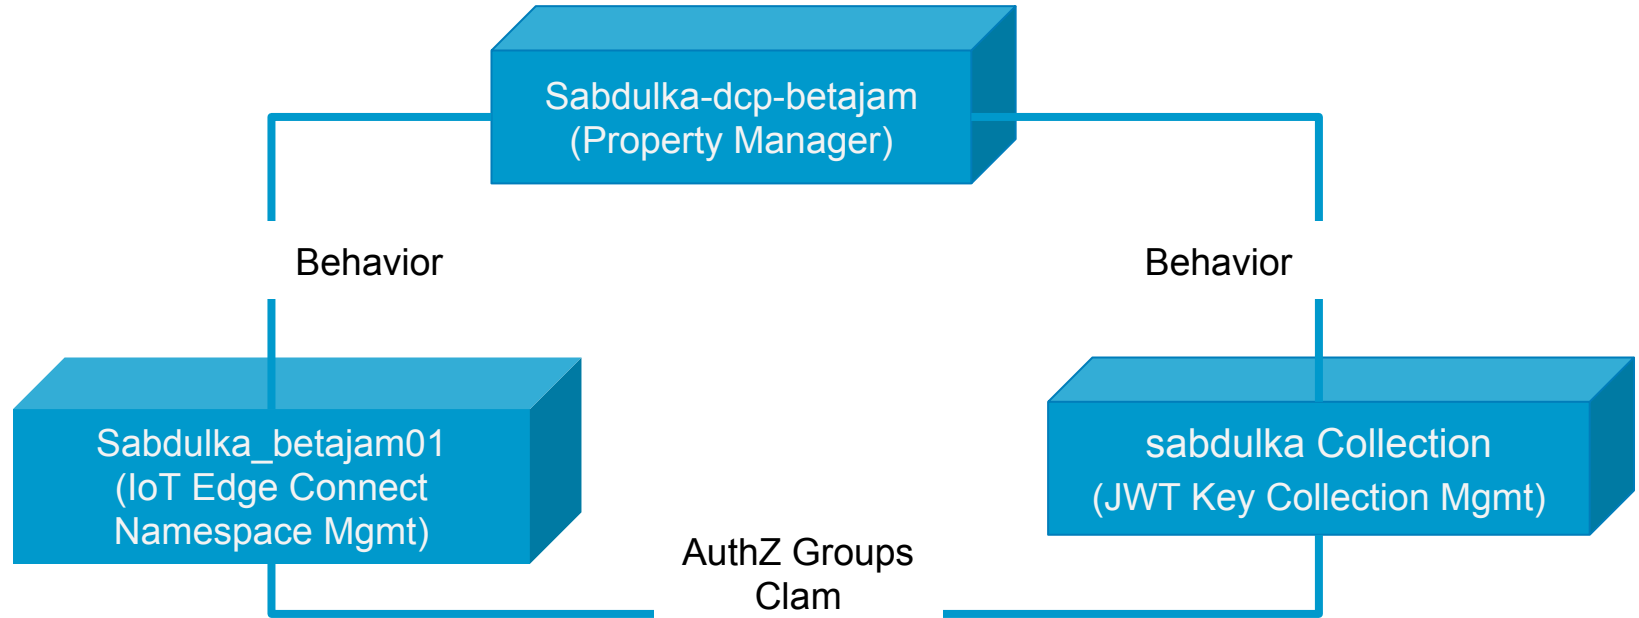 Sabdulka-dcp-betajam
(Property Manager)
Behavior
Behavior
Sabdulka_betajam01
(IoT Edge Connect
Namespace Mgmt)
sabdulka Collection
(JWT Key Collection Mgmt)
AuthZ Groups
Clam